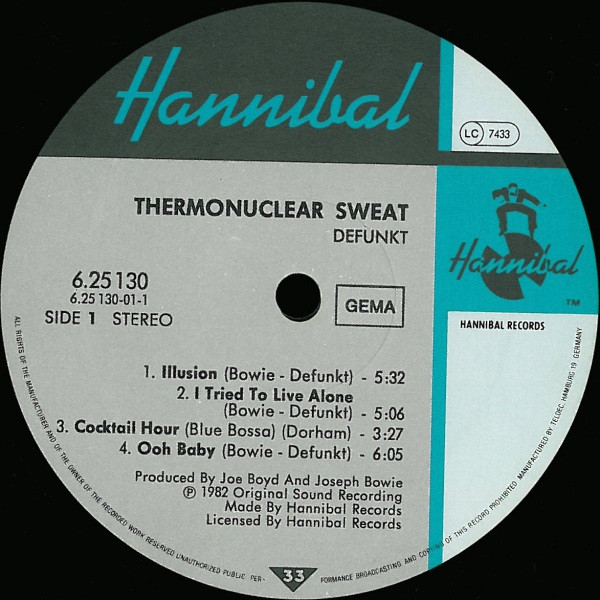 Hannibal
LC 7433
THERMONUCLEAR SWEAT
DEFUNKT
Hannibal
TM
HANNIBAL RECORDS
6.25 130
6.25 130-01-1
SIDE 1 STEREO
GEMA
1. Illusion (Bowie - Defunkt) - 5:32
2. I Tried To Live Alone
(Bowie - Defunkt) - 5:06
3. Cocktail Hour (Blue Bossa) (Dorham) - 3:27
4. Ooh Baby (Bowie - Defunkt) - 6:05
Produced By Joe Boyd And Joseph Bowie
Ⓟ 1982 Original Sound Recording
Made By Hannibal Records
Licensed By Hannibal Records
ALL RIGHTS OF THE MANUFACTURER AND OF THE OWNER OF THE RECORDED WORK RESERVED UNAUTHORIZED PUBLIC PER-
33
FORMANCE BROADCASTING AND COPYING OF THIS RECORD PROHIBITED · MANUFACTURED BY TELDEC HAMBURG 19 GERMANY